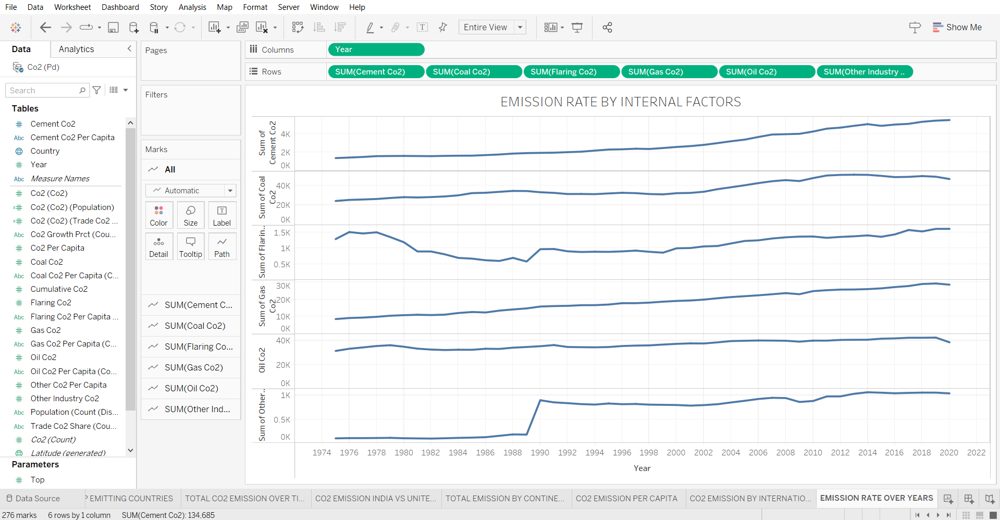 File Data Worksheet Dashboard Story Analysis Map Format Server Window Help
Entire View
Show Me
Data Analytics
Co2 (Pd)
Search
Tables
Cement Co2
Abc Cement Co2 Per Capita
Country
Year
Abc Measure Names
Co2 (Co2)
Co2 (Co2) (Population)
Co2 (Co2) (Trade Co2 ...
Abc Co2 Growth Prct (Cou...
Co2 Per Capita
Coal Co2
Abc Coal Co2 Per Capita (C...
Cumulative Co2
Flaring Co2
Abc Flaring Co2 Per Capita ...
Gas Co2
Abc Gas Co2 Per Capita (C...
Oil Co2
Abc Oil Co2 Per Capita (Co...
Other Co2 Per Capita
Other Industry Co2
Abc Population (Count (Dis...
Abc Trade Co2 Share (Cou...
Co2 (Count)
Latitude (generated)
Parameters
Top
Pages
Filters
Marks
All
Automatic
Color Size Label
Detail Tooltip Path
SUM(Cement C...
SUM(Coal Co2)
SUM(Flaring Co...
SUM(Gas Co2)
SUM(Oil Co2)
SUM(Other Ind...
Columns Year
Rows SUM(Cement Co2) SUM(Coal Co2) SUM(Flaring Co2) SUM(Gas Co2) SUM(Oil Co2) SUM(Other Industry ..
EMISSION RATE BY INTERNAL FACTORS
Sum of
Cement Co2
4K
2K
0K
Sum of Coal
Co2
40K
20K
0K
Sum of Flarin..
1.5K
1K
0.5K
Sum of Gas
Co2
30K
20K
10K
0K
Oil Co2
40K
20K
0K
Sum of Other..
1K
0.5K
0K
1974 1976 1978 1980 1982 1984 1986 1988 1990 1992 1994 1996 1998 2000 2002 2004 2006 2008 2010 2012 2014 2016 2018 2020 2022
Year
Data Source P EMITTING COUNTRIES TOTAL CO2 EMISSION OVER TI... CO2 EMISSION INDIA VS UNITE... TOTAL EMISSION BY CONTINE... CO2 EMISSION PER CAPITA CO2 EMISSION BY INTERNATIO... EMISSION RATE OVER YEARS
276 marks 6 rows by 1 column SUM(Cement Co2): 134,685